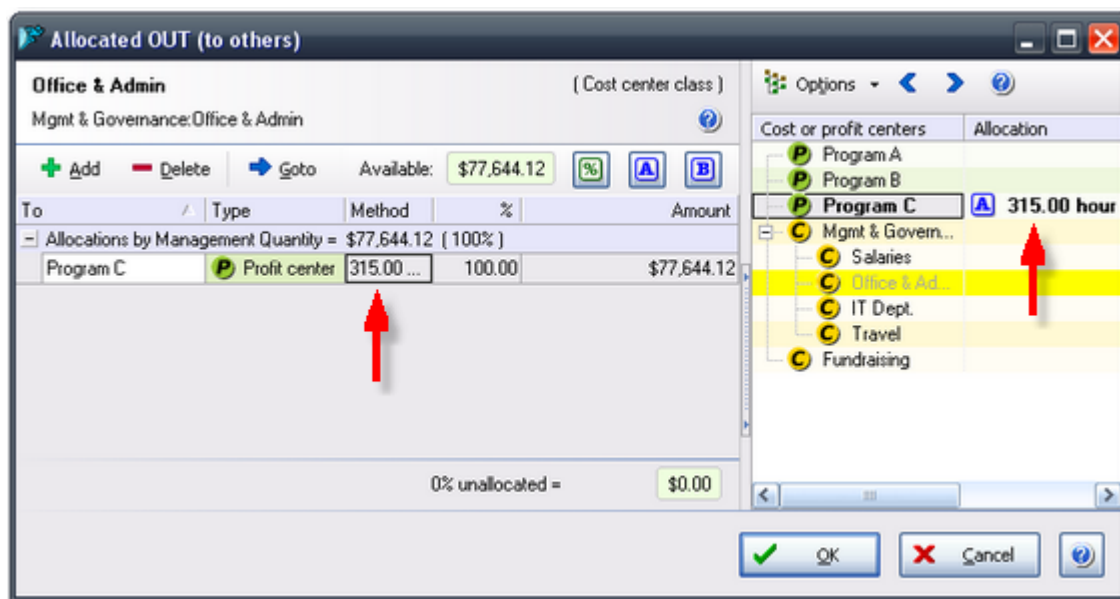 Allocated OUT (to others)
Office & Admin
( Cost center class )
Mgmt & Governance:Office & Admin
Add Delete Goto Available: $77,644.12 % A B
To Type Method % Amount
Allocations by Management Quantity = $77,644.12 ( 100% )
Program C P Profit center 315.00 ... 100.00 $77,644.12
0% unallocated = $0.00
Options
Cost or profit centers Allocation
P Program A
P Program B
P Program C A 315.00 hour
C Mgmt & Govern...
C Salaries
C Office & Ad...
C IT Dept.
C Travel
C Fundraising
OK Cancel